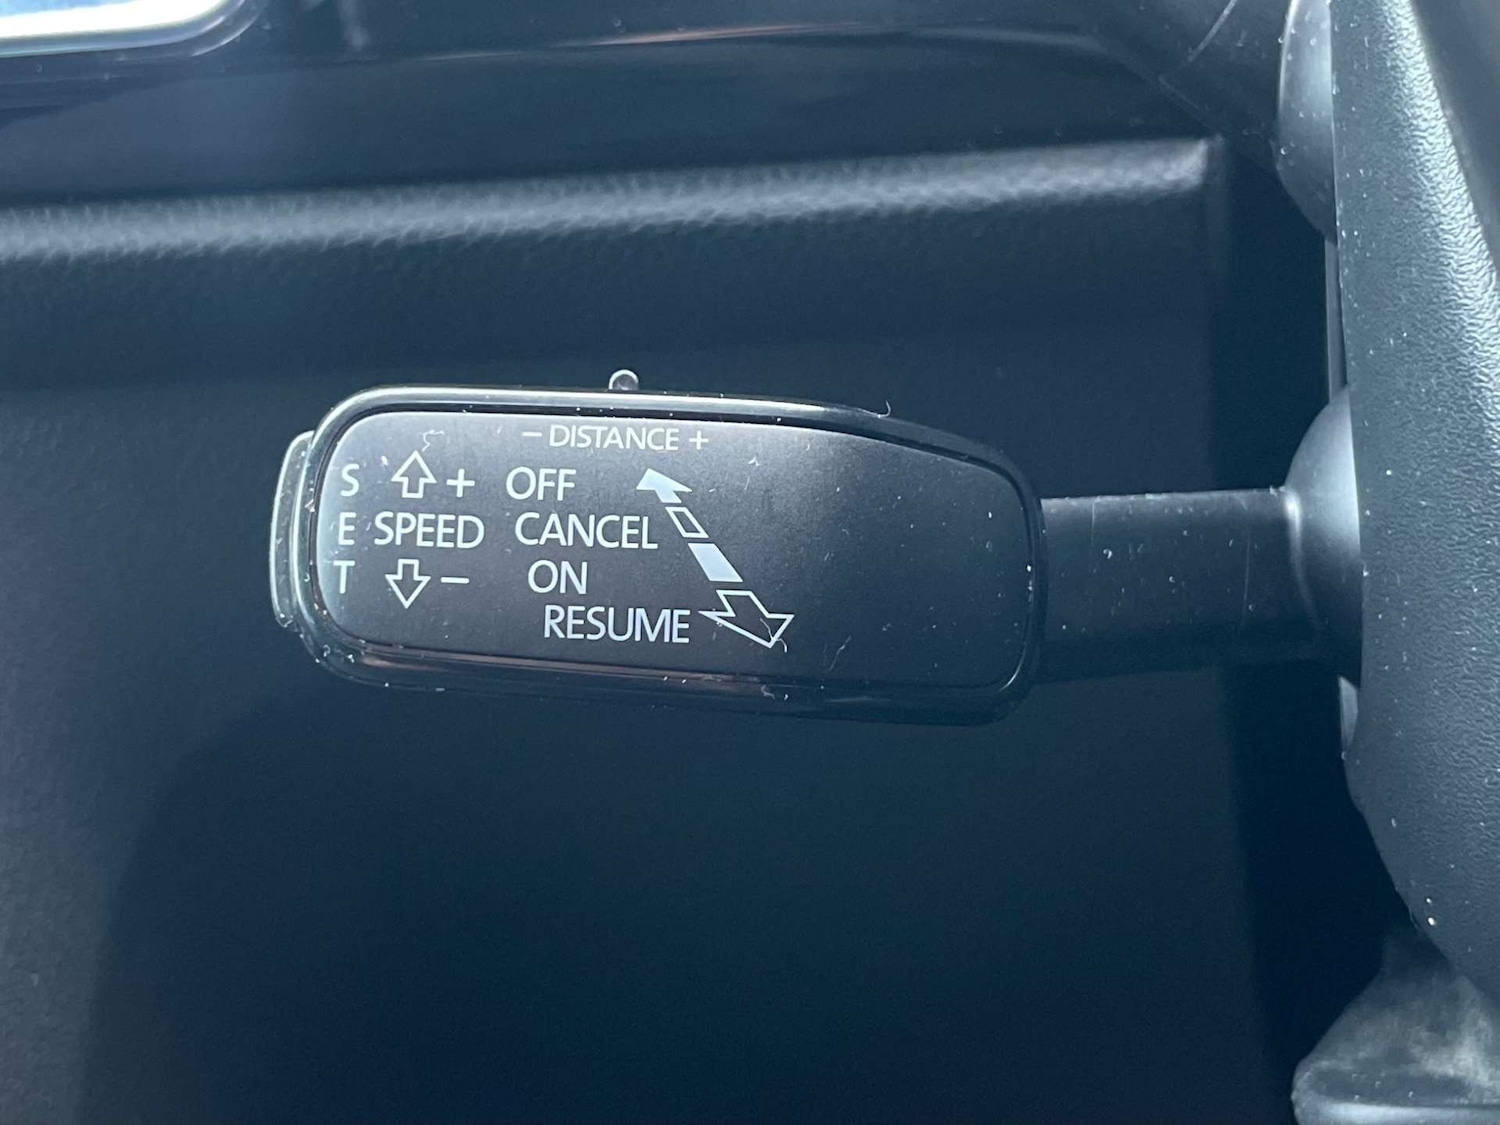 – DISTANCE +
S + OFF
E SPEED CANCEL
T – ON
RESUME